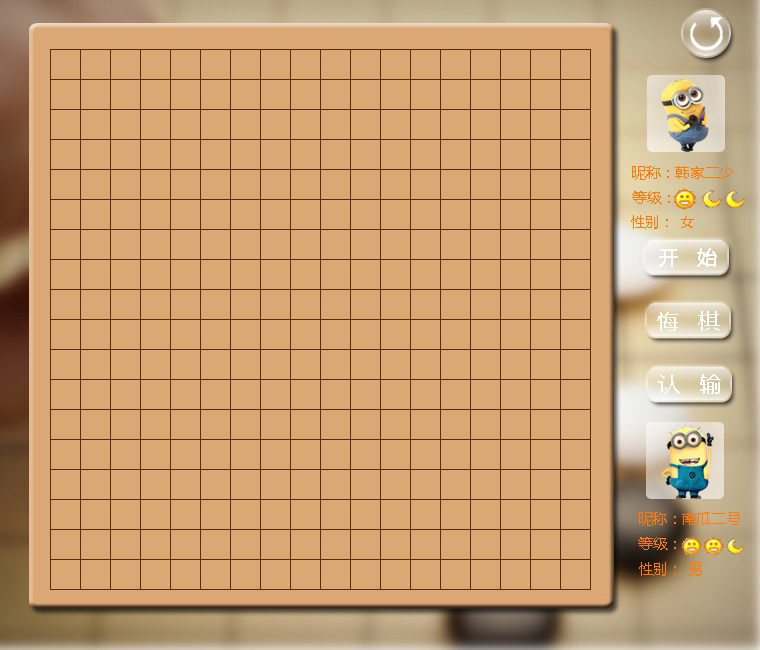 昵称：韩家二少
等级：
性别： 女
开 始
悔 棋
认 输
昵称：南瓜二号
等级：
性别： 男